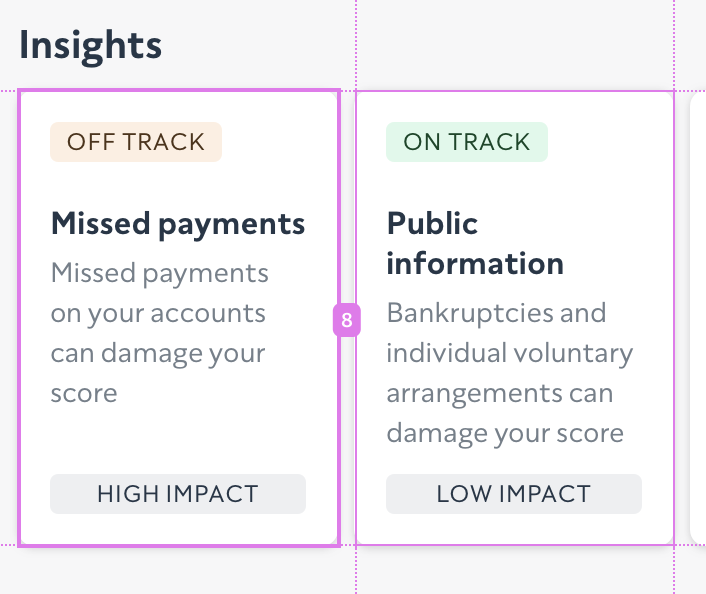 Insights
OFF TRACK
Missed payments
Missed payments
on your accounts
can damage your
score
HIGH IMPACT
8
ON TRACK
Public
information
Bankruptcies and
individual voluntary
arrangements can
damage your score
LOW IMPACT